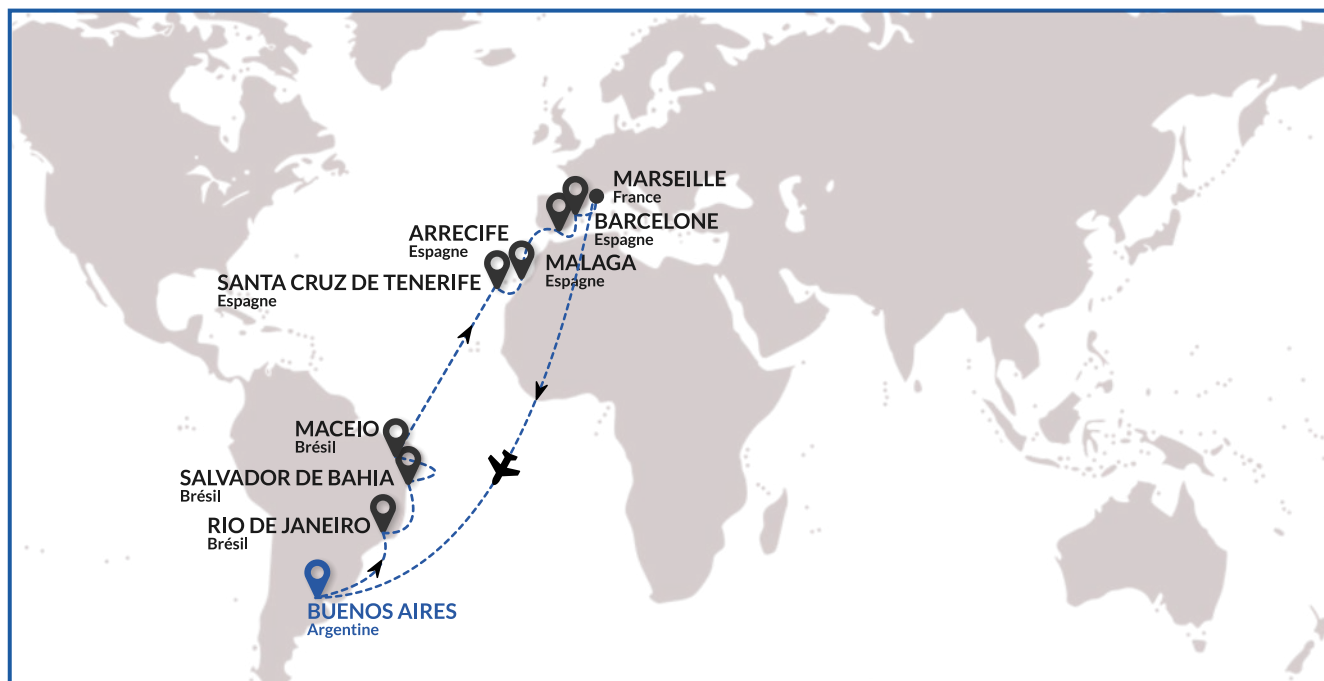 MARSEILLE
France
BARCELONE
Espagne
ARRECIFE
Espagne
MALAGA
Espagne
SANTA CRUZ DE TENERIFE
Espagne
MACEIO
Brésil
SALVADOR DE BAHIA
Brésil
RIO DE JANEIRO
Brésil
BUENOS AIRES
Argentine